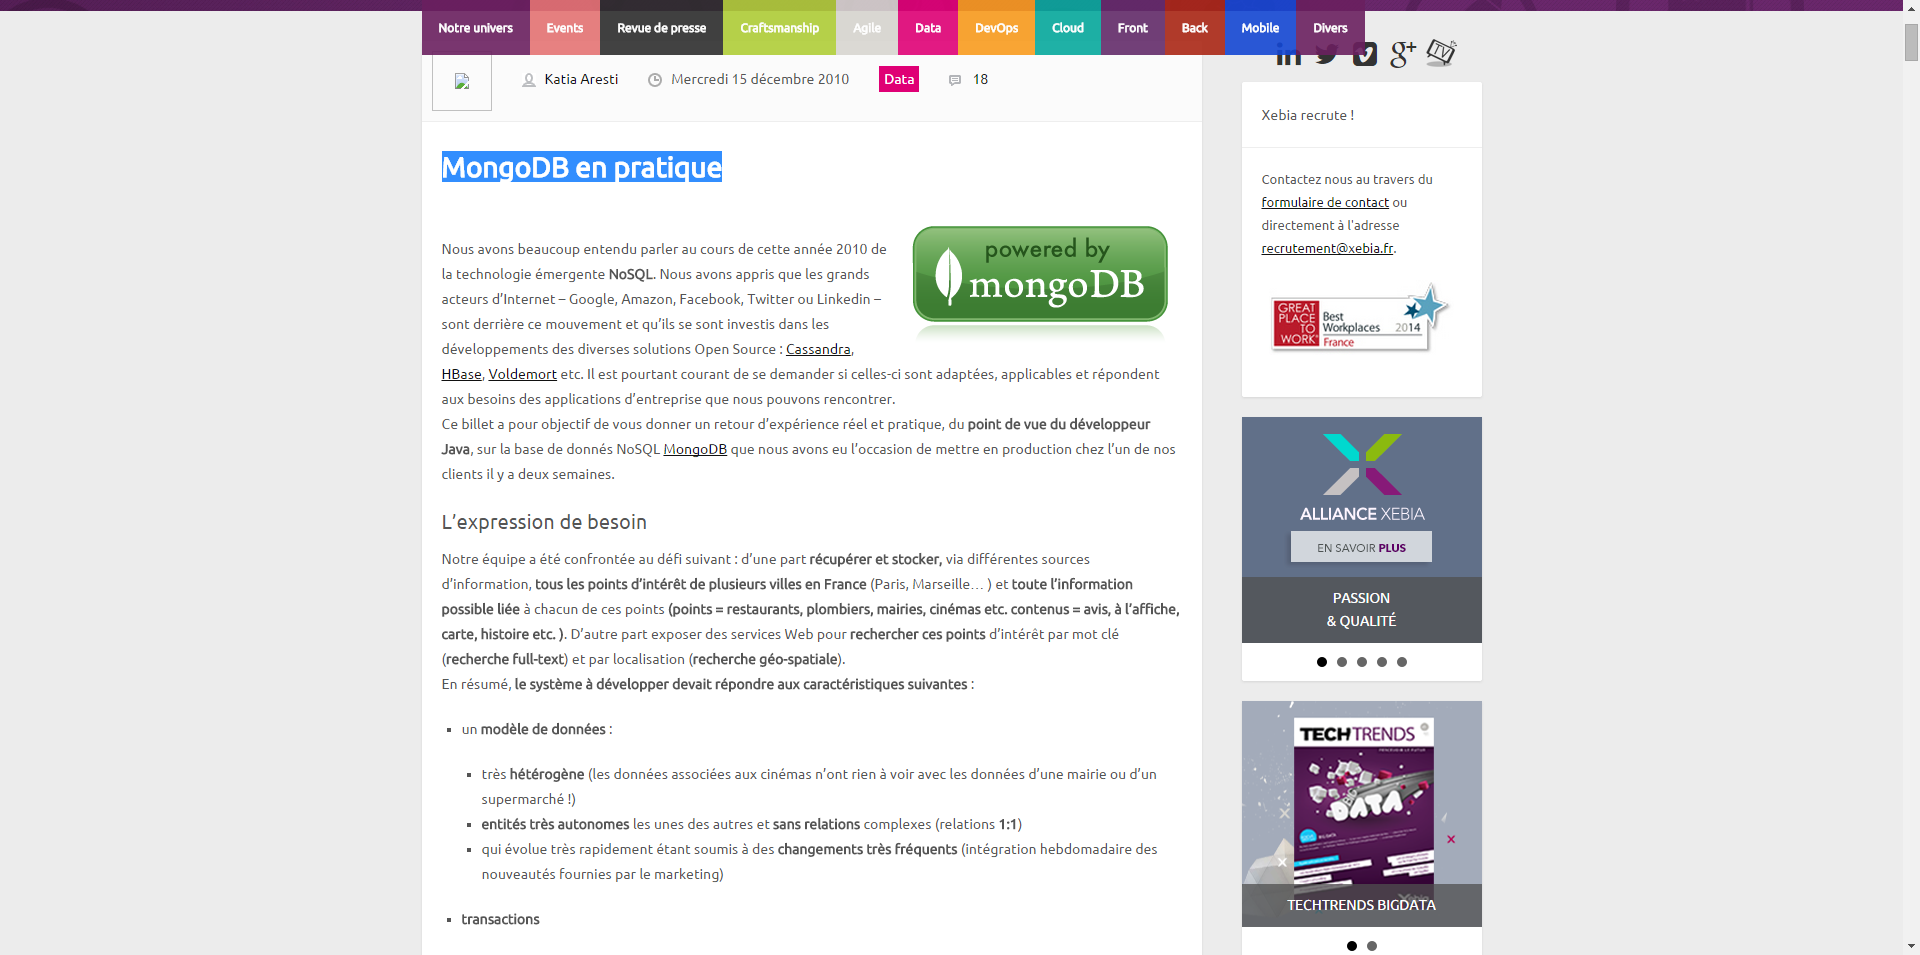 Notre univers Events Revue de presse Craftsmanship Agile Data DevOps Cloud Front Back Mobile Divers
Katia Aresti Mercredi 15 décembre 2010 Data 18
MongoDB en pratique
powered by
mongoDB
Nous avons beaucoup entendu parler au cours de cette année 2010 de
la technologie émergente NoSQL. Nous avons appris que les grands
acteurs d’Internet – Google, Amazon, Facebook, Twitter ou Linkedin –
sont derrière ce mouvement et qu’ils se sont investis dans les
développements des diverses solutions Open Source : Cassandra,
HBase, Voldemort etc. Il est pourtant courant de se demander si celles-ci sont adaptées, applicables et répondent
aux besoins des applications d’entreprise que nous pouvons rencontrer.
Ce billet a pour objectif de vous donner un retour d’expérience réel et pratique, du point de vue du développeur
Java, sur la base de donnés NoSQL MongoDB que nous avons eu l’occasion de mettre en production chez l’un de nos
clients il y a deux semaines.
L’expression de besoin
Notre équipe a été confrontée au défi suivant : d’une part récupérer et stocker, via différentes sources
d’information, tous les points d’intérêt de plusieurs villes en France (Paris, Marseille… ) et toute l’information
possible liée à chacun de ces points (points = restaurants, plombiers, mairies, cinémas etc. contenus = avis, à l’affiche,
carte, histoire etc. ). D’autre part exposer des services Web pour rechercher ces points d’intérêt par mot clé
(recherche full-text) et par localisation (recherche géo-spatiale).
En résumé, le système à développer devait répondre aux caractéristiques suivantes :
un modèle de données :
très hétérogène (les données associées aux cinémas n’ont rien à voir avec les données d’une mairie ou d’un
supermarché !)
entités très autonomes les unes des autres et sans relations complexes (relations 1:1)
qui évolue très rapidement étant soumis à des changements très fréquents (intégration hebdomadaire des
nouveautés fournies par le marketing)
transactions
in g+ TV
Xebia recrute !
Contactez nous au travers du
formulaire de contact ou
directement à l'adresse
recrutement@xebia.fr.
GREAT
PLACE
TO
WORK
Best
Workplaces 2014
France
ALLIANCE XEBIA
EN SAVOIR PLUS
PASSION
& QUALITÉ
TECHTRENDS
BIG
DATA
TECHTRENDS BIGDATA